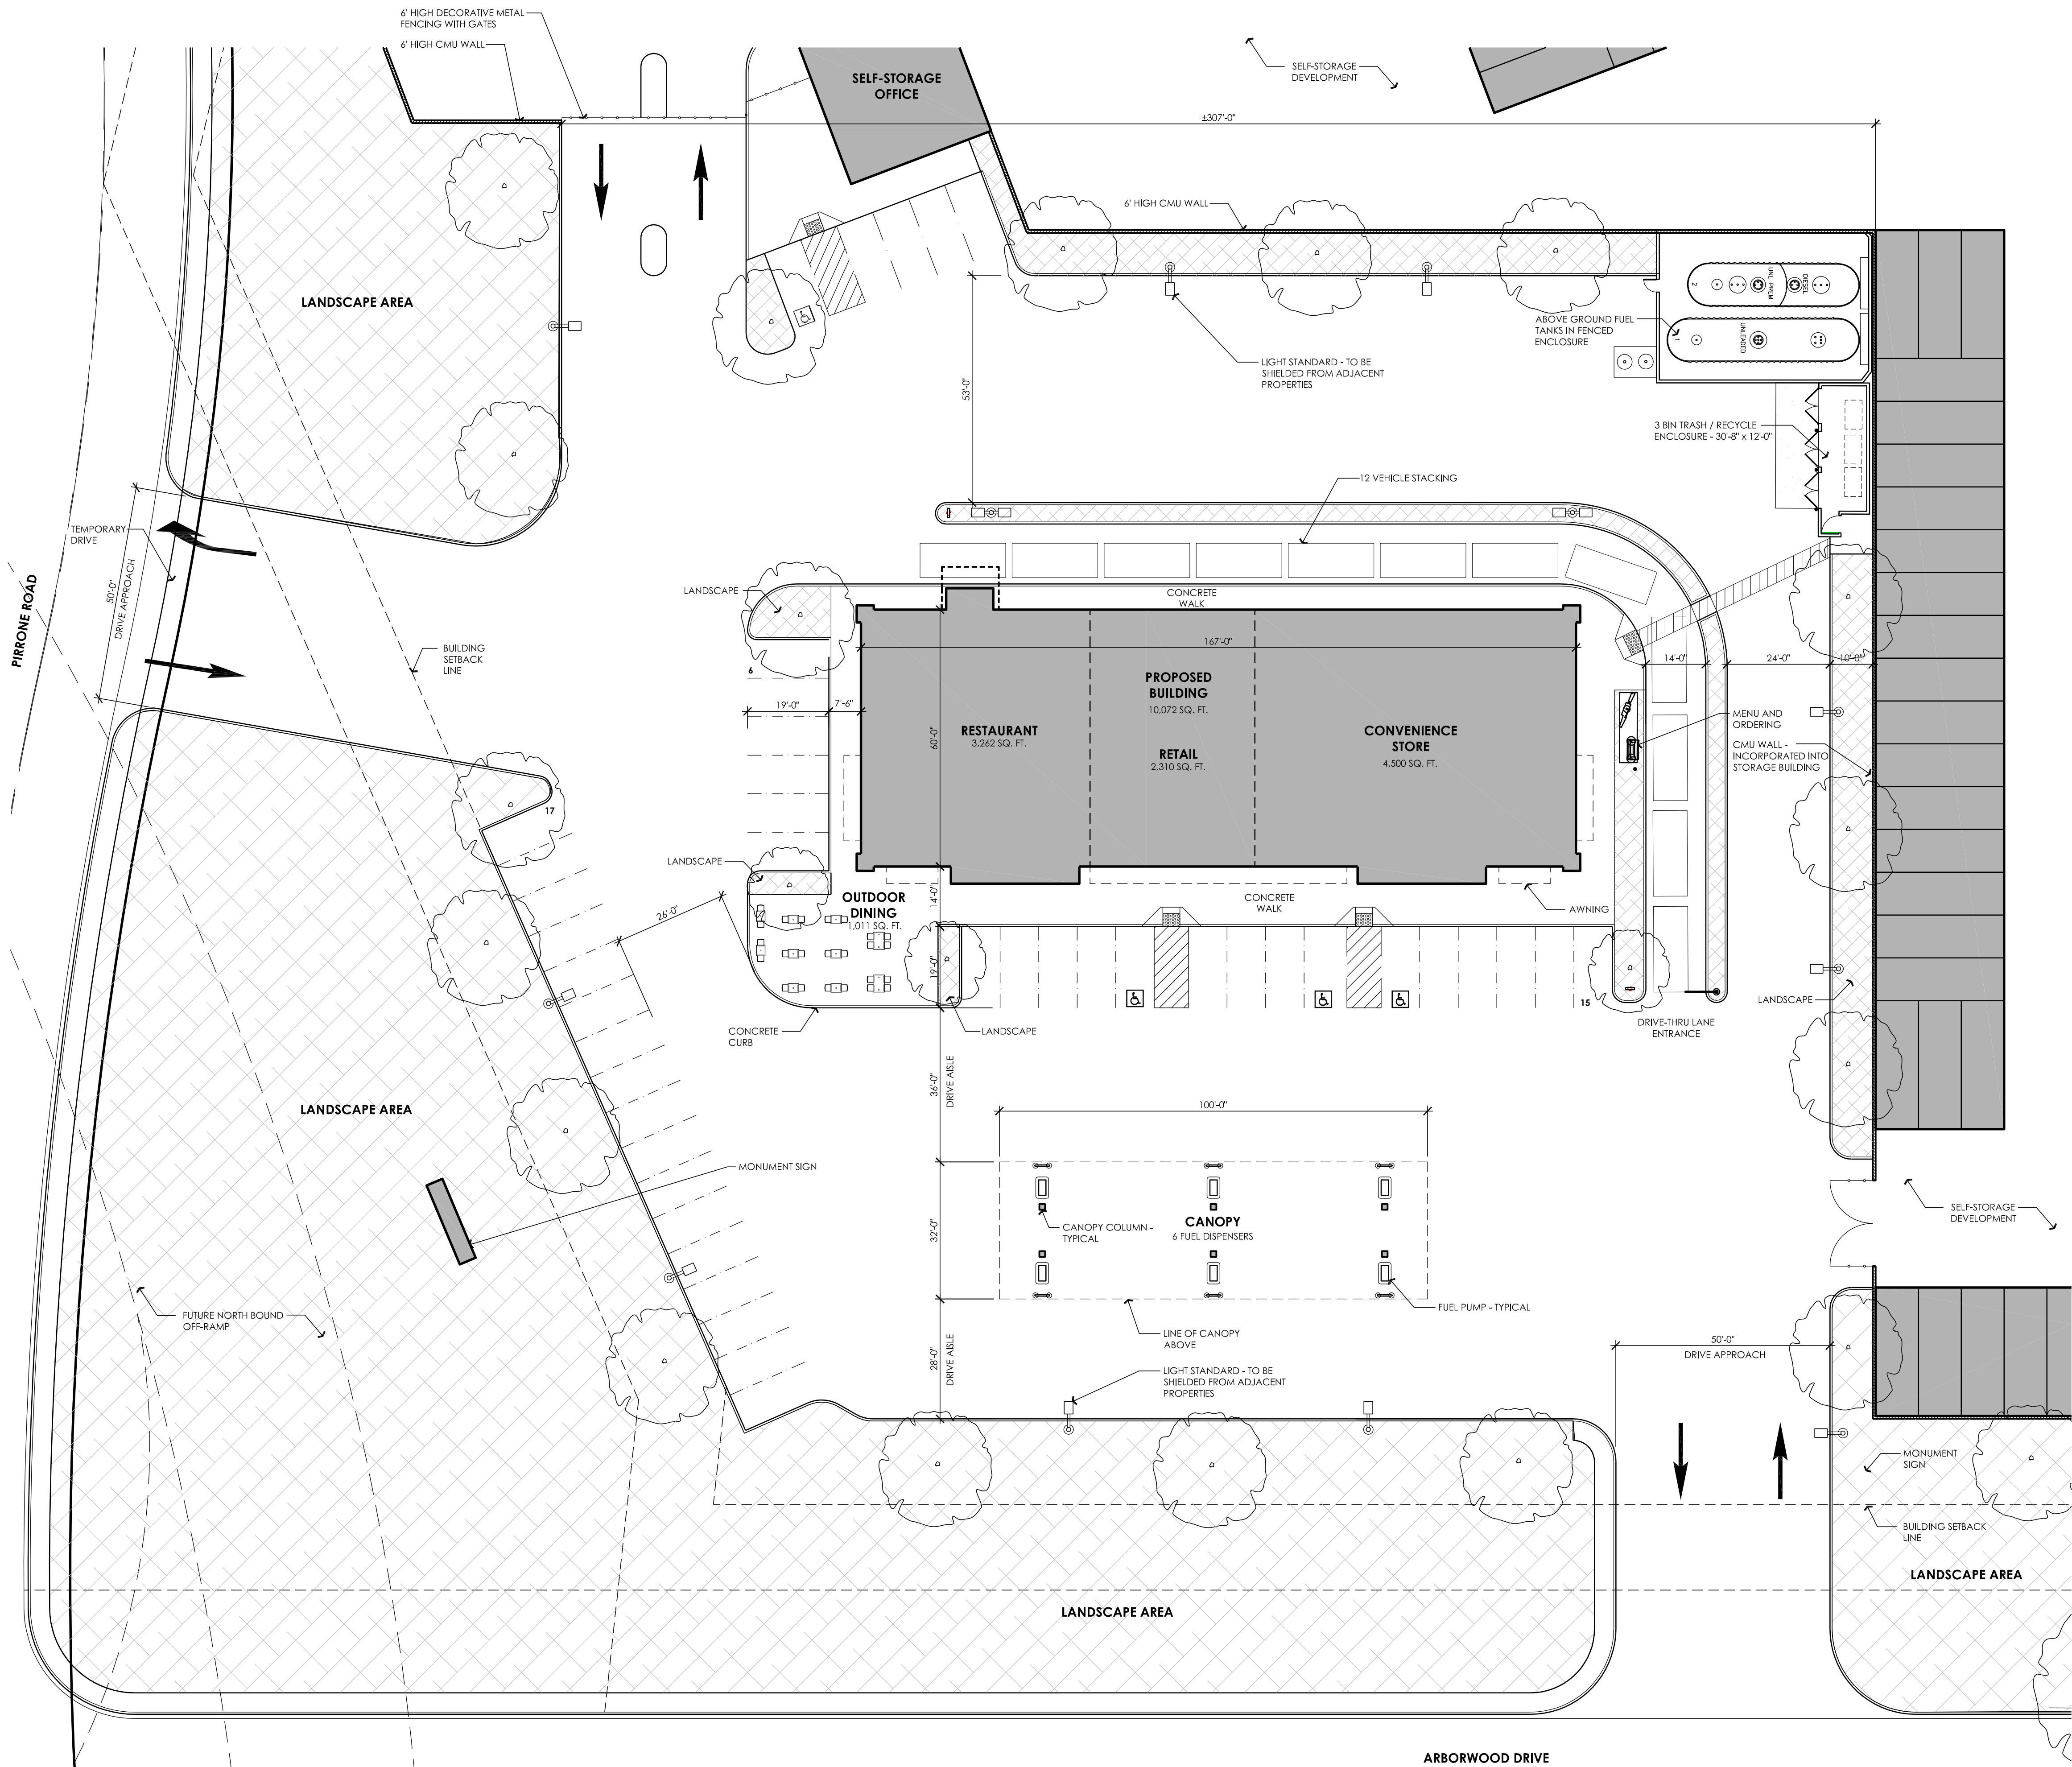 6' HIGH DECORATIVE METAL
FENCING WITH GATES
6' HIGH CMU WALL
SELF-STORAGE
OFFICE
SELF-STORAGE
DEVELOPMENT
±307'-0"
6' HIGH CMU WALL
LANDSCAPE AREA
2
UNL PREM
DIESEL
ABOVE GROUND FUEL
TANKS IN FENCED
ENCLOSURE
1
UNLEADED
LIGHT STANDARD - TO BE
SHIELDED FROM ADJACENT
PROPERTIES
53'-0"
3 BIN TRASH / RECYCLE
ENCLOSURE - 30'-8" x 12'-0"
12 VEHICLE STACKING
TEMPORARY
DRIVE
PIRRONE ROAD
50'-0"
DRIVE APPROACH
LANDSCAPE
CONCRETE
WALK
167'-0"
BUILDING
SETBACK
LINE
6
14'-0"
24'-0"
10'-0"
PROPOSED
BUILDING
10,072 SQ. FT.
19'-0"
7'-6"
60'-0"
RESTAURANT
3,262 SQ. FT.
RETAIL
2,310 SQ. FT.
CONVENIENCE
STORE
4,500 SQ. FT.
MENU AND
ORDERING
CMU WALL -
INCORPORATED INTO
STORAGE BUILDING
17
LANDSCAPE
OUTDOOR
DINING
1,011 SQ. FT.
14'-0"
CONCRETE
WALK
AWNING
26'-0"
19'-0"
15
LANDSCAPE
CONCRETE
CURB
LANDSCAPE
DRIVE-THRU LANE
ENTRANCE
36'-0"
DRIVE AISLE
100'-0"
LANDSCAPE AREA
MONUMENT SIGN
32'-0"
CANOPY COLUMN -
TYPICAL
CANOPY
6 FUEL DISPENSERS
SELF-STORAGE
DEVELOPMENT
FUTURE NORTH BOUND
OFF-RAMP
FUEL PUMP - TYPICAL
LINE OF CANOPY
ABOVE
28'-0"
DRIVE AISLE
50'-0"
DRIVE APPROACH
LIGHT STANDARD - TO BE
SHIELDED FROM ADJACENT
PROPERTIES
MONUMENT
SIGN
BUILDING SETBACK
LINE
LANDSCAPE AREA
LANDSCAPE AREA
ARBORWOOD DRIVE